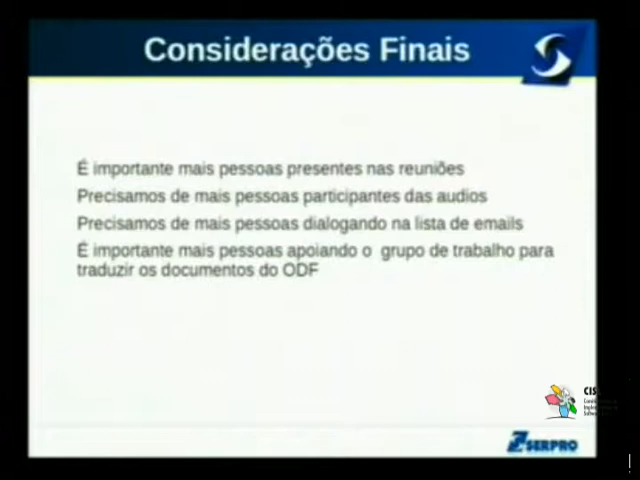 Considerações Finais
É importante mais pessoas presentes nas reuniões
Precisamos de mais pessoas participantes das audios
Precisamos de mais pessoas dialogando na lista de emails
É importante mais pessoas apoiando o grupo de trabalho para
traduzir os documentos do ODF
CIS
SERPRO